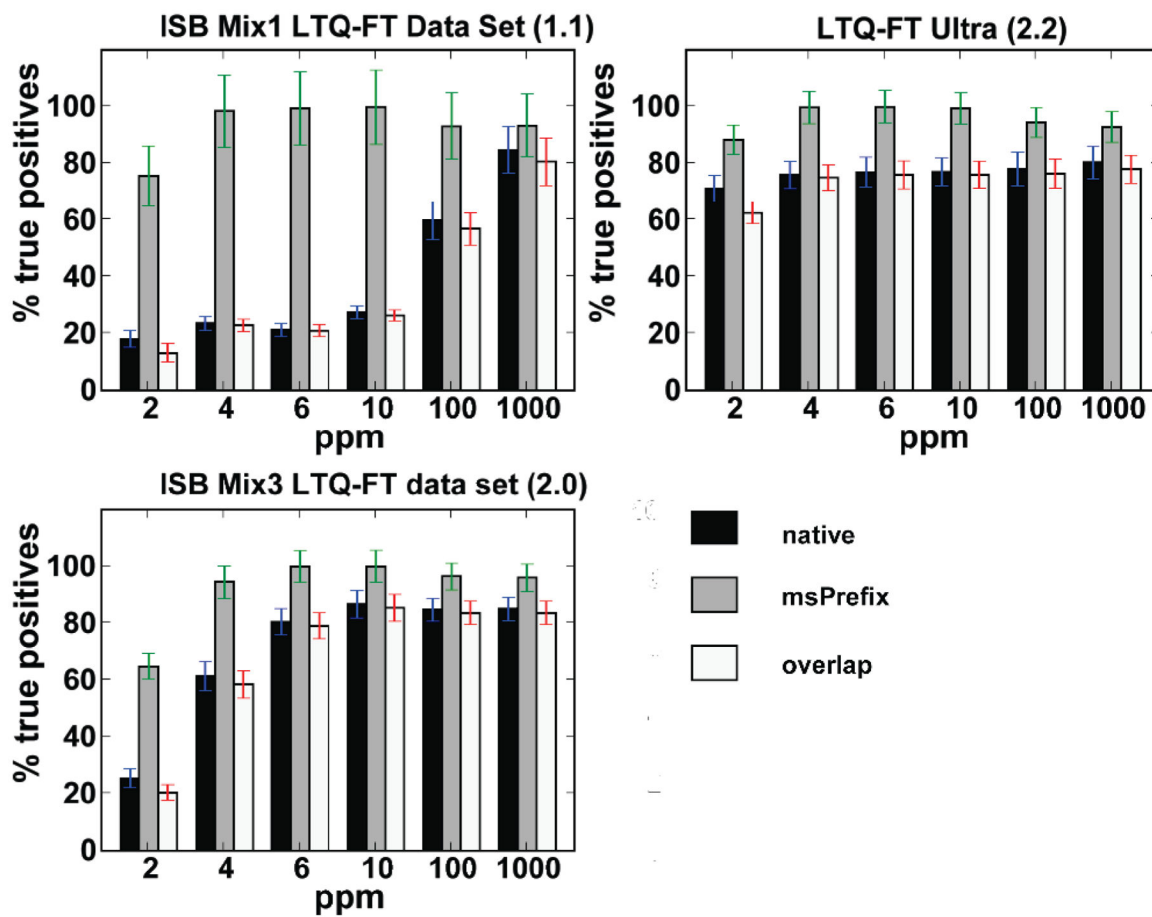 ISB Mix1 LTQ-FT Data Set (1.1)
% true positives
100
80
60
40
20
0
2 4 6 10 100 1000
ppm
LTQ-FT Ultra (2.2)
% true positives
100
80
60
40
20
0
2 4 6 10 100 1000
ppm
ISB Mix3 LTQ-FT data set (2.0)
% true positives
100
80
60
40
20
0
2 4 6 10 100 1000
ppm
native
msPrefix
overlap